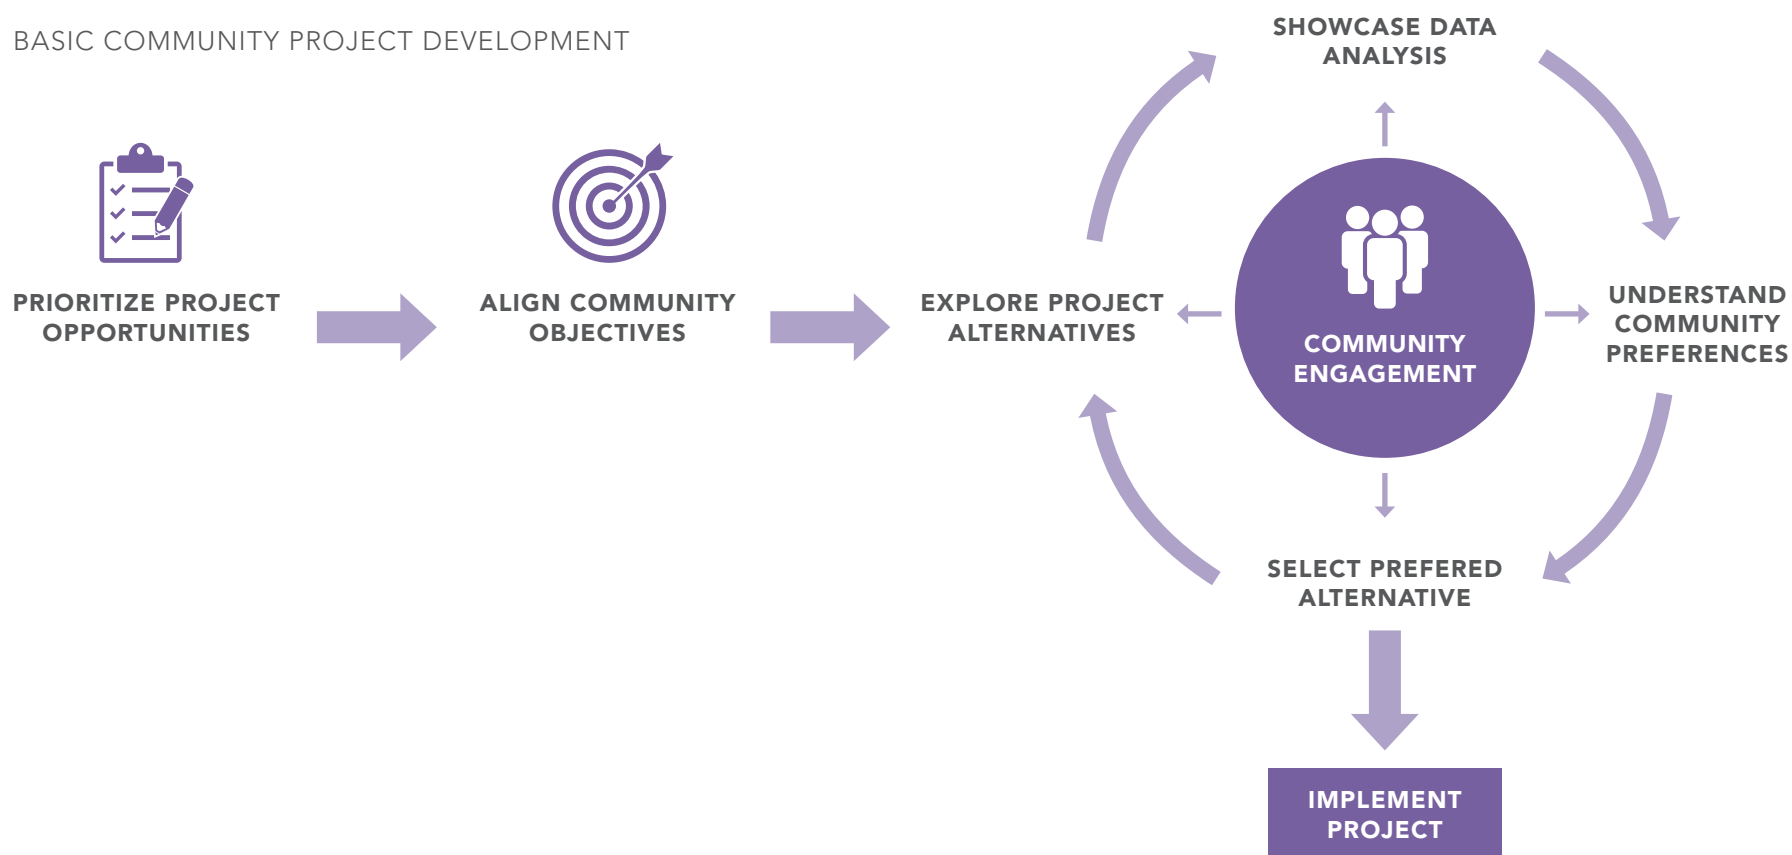 BASIC COMMUNITY PROJECT DEVELOPMENT
PRIORITIZE PROJECT
OPPORTUNITIES
ALIGN COMMUNITY
OBJECTIVES
EXPLORE PROJECT
ALTERNATIVES
SHOWCASE DATA
ANALYSIS
COMMUNITY
ENGAGEMENT
UNDERSTAND
COMMUNITY
PREFERENCES
SELECT PREFERED
ALTERNATIVE
IMPLEMENT
PROJECT